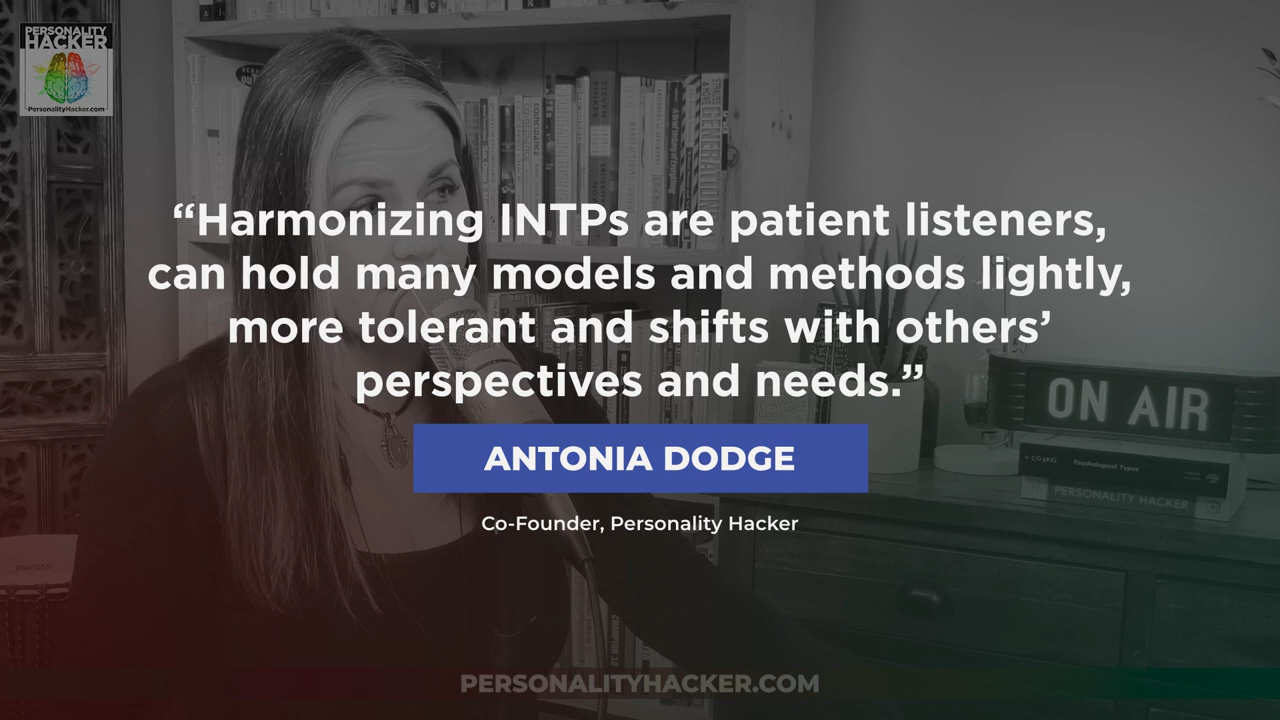 PERSONALITY
HACKER
PersonalityHacker.com
“Harmonizing INTPs are patient listeners,
can hold many models and methods lightly,
more tolerant and shifts with others’
perspectives and needs.”
ANTONIA DODGE
Co-Founder, Personality Hacker
ON AIR
Psychological Types
PERSONALITY HACKER
PERSONALITYHACKER.COM